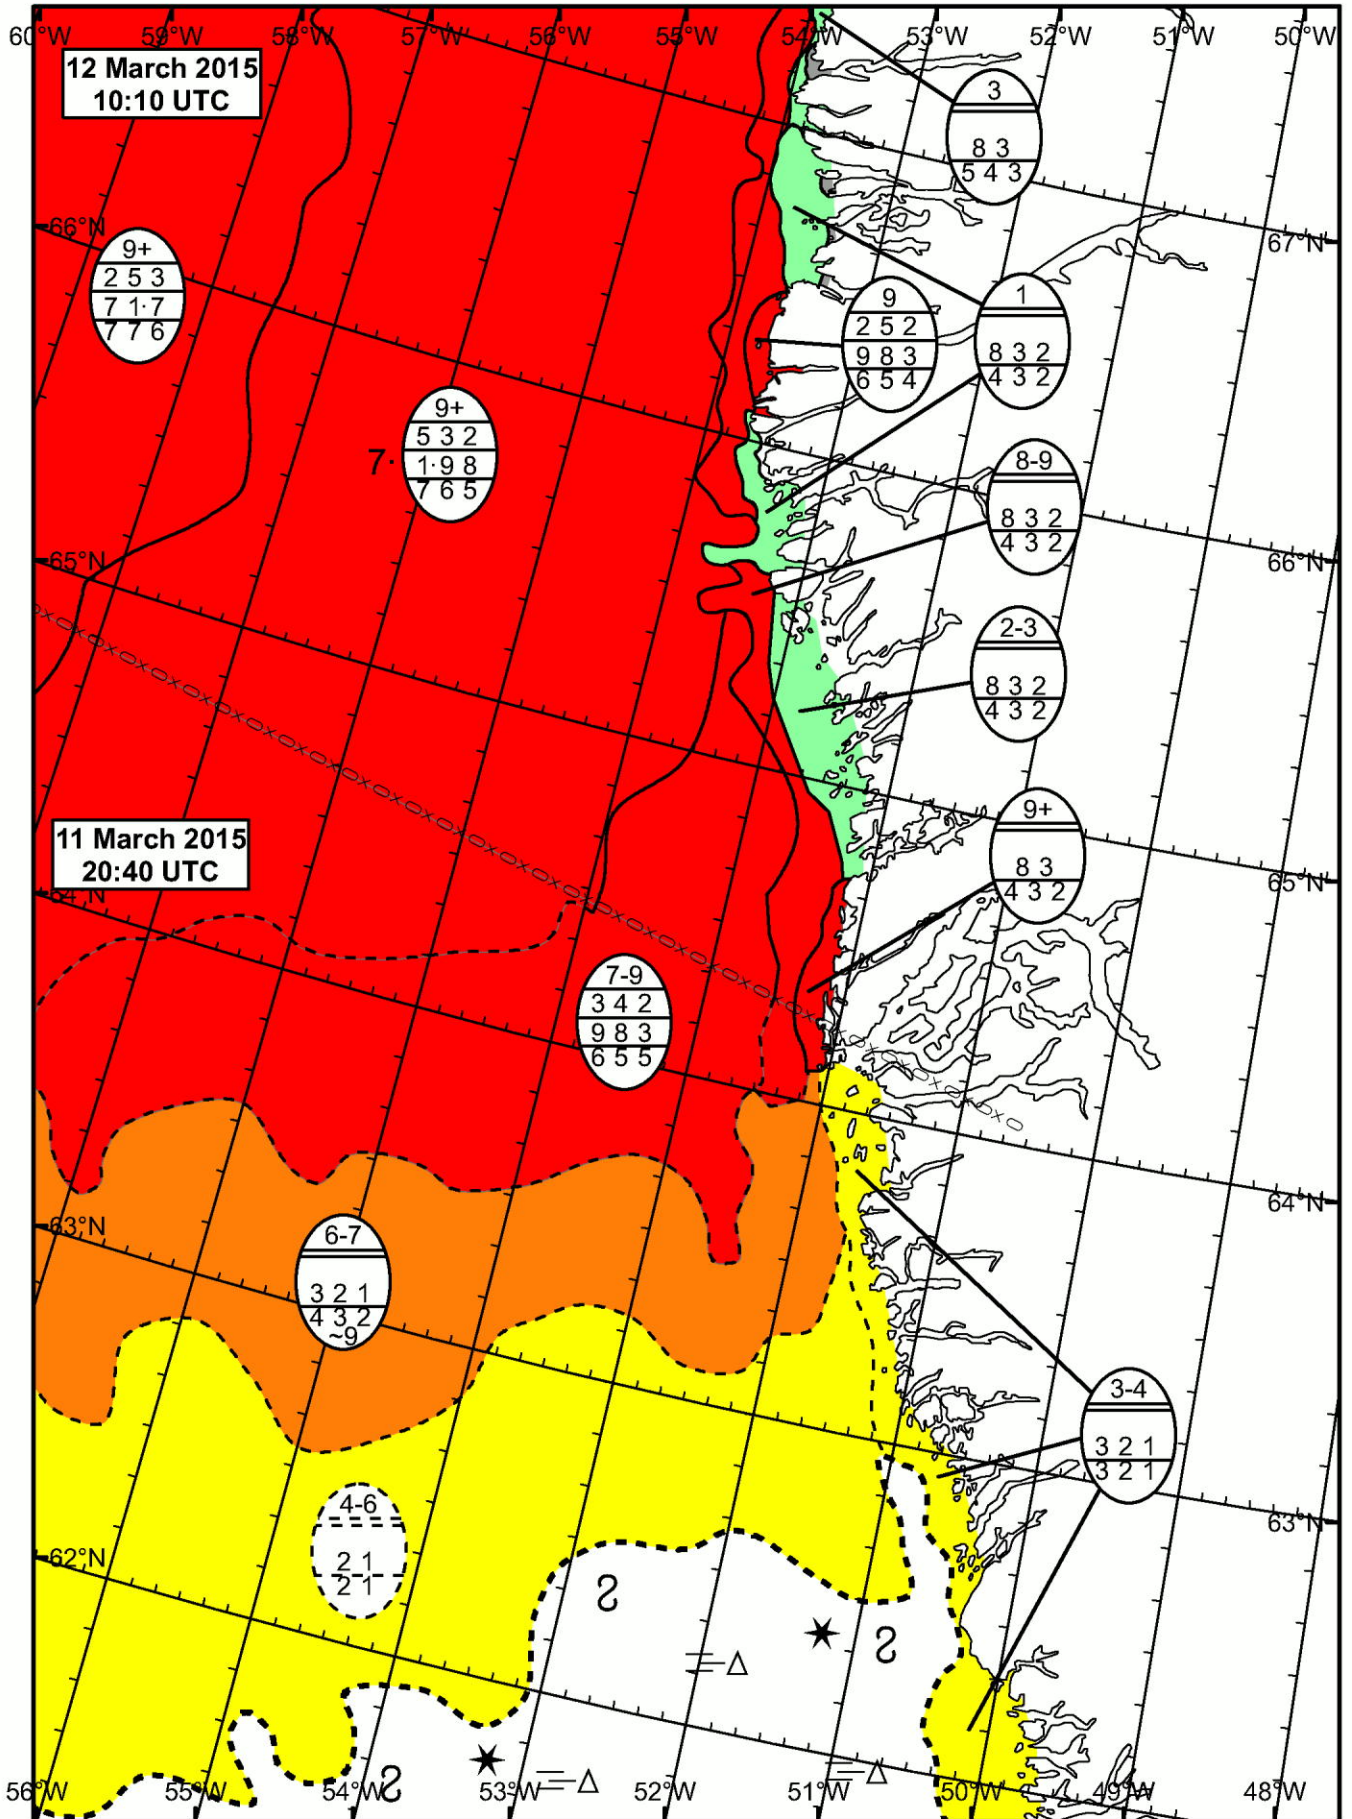 60°W 59°W 58°W 57°W 56°W 55°W 54°W 53°W 52°W 51°W 50°W
12 March 2015
10:10 UTC
3
8 3
5 4 3
66°N
67°N
9+
2 5 3
7 1· 7
7 7 6
9
2 5 2
9 8 3
6 5 4
1
8 3 2
4 3 2
9+
5 3 2
7· 1· 9 8
7 6 5
8-9
8 3 2
4 3 2
65°N
66°N
2-3
8 3 2
4 3 2
11 March 2015
20:40 UTC
9+
8 3
4 3 2
64°N
65°N
7-9
3 4 2
9 8 3
6 5 5
63°N
64°N
6-7
3 2 1
4 3 2
~9
3-4
3 2 1
3 2 1
4-6
2 1
2 1
62°N
63°N
56°W 55°W 54°W 53°W 52°W 51°W 50°W 49°W 48°W